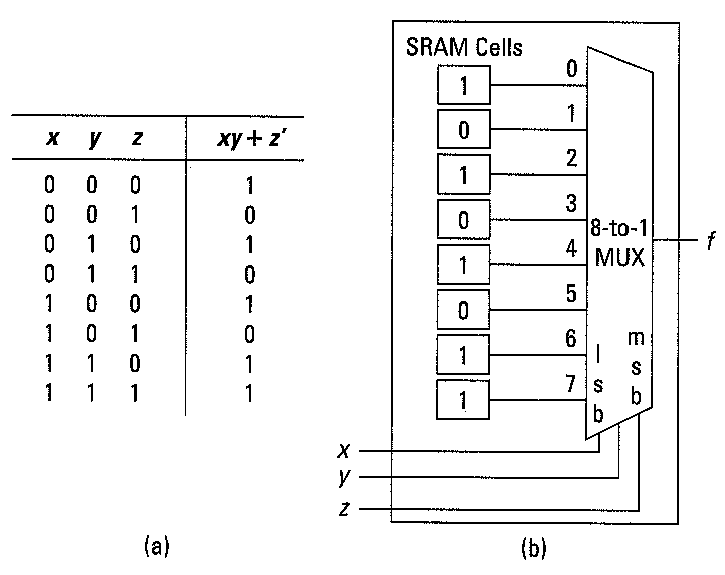 x y z xy + z'
0 0 0 1
0 0 1 0
0 1 0 1
0 1 1 0
1 0 0 1
1 0 1 0
1 1 0 1
1 1 1 1
(a)
SRAM Cells
1 0
0 1
1 2
0 3
1 4
0 5
1 6
1 7
8-to-1
MUX
lsb
msb
f
x
y
z
(b)